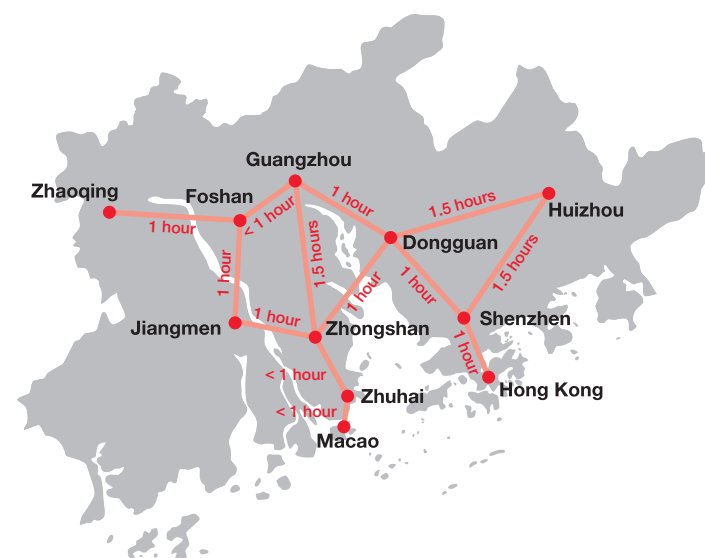 Guangzhou
Zhaoqing
Foshan
1 hour
1.5 hours
Huizhou
< 1 hour
1 hour
Dongguan
1.5 hours
1.5 hours
1 hour
1 hour
1 hour
1 hour
Jiangmen
Zhongshan
Shenzhen
1 hour
< 1 hour
Zhuhai
Hong Kong
< 1 hour
Macao